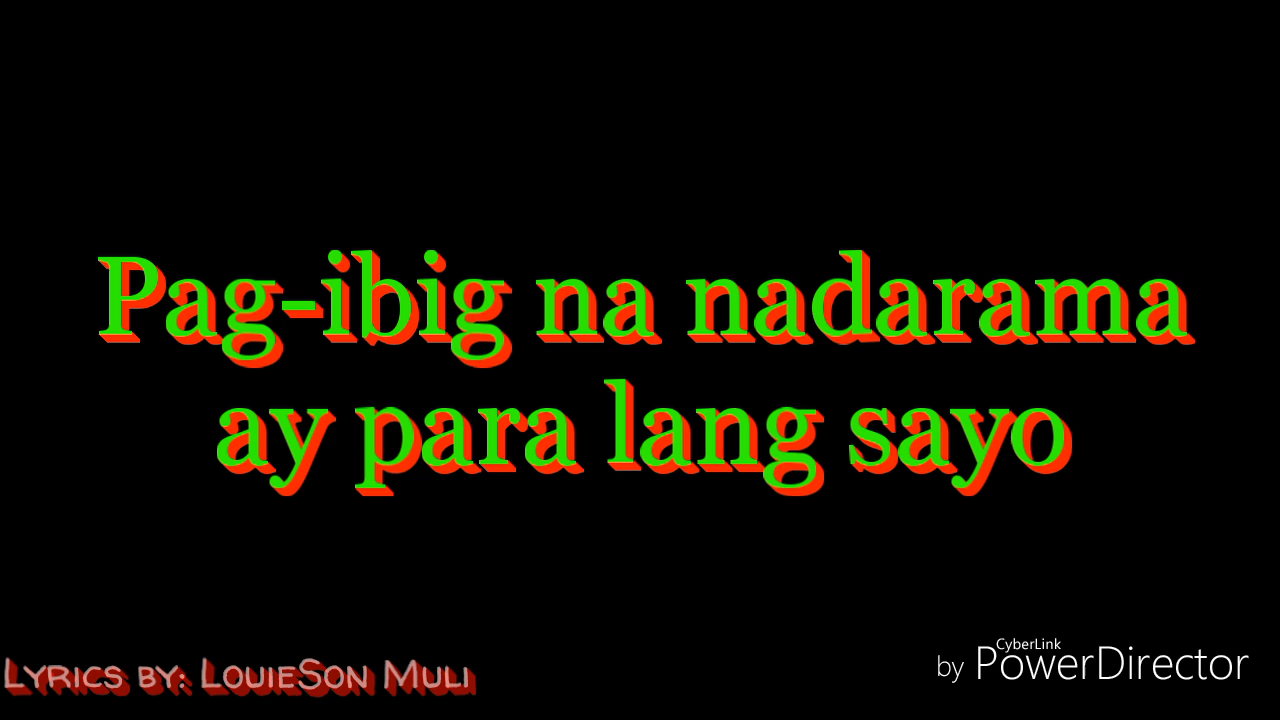 Pag-ibig na nadarama
ay para lang sayo
Lyrics by: LouieSon Muli
CyberLink
by PowerDirector